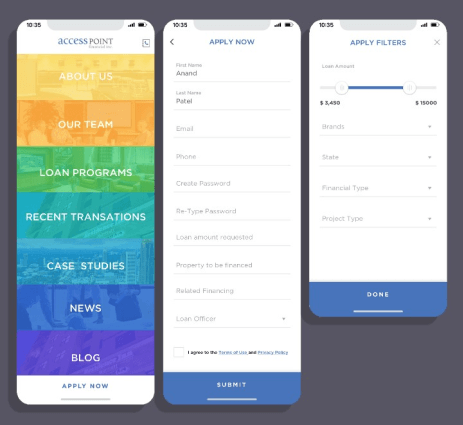 10:35
access POINT
Financial LLC
ABOUT US
OUR TEAM
LOAN PROGRAMS
RECENT TRANSATIONS
CASE STUDIES
NEWS
BLOG
APPLY NOW
10:35
APPLY NOW
First Name
Anand
Last Name
Patel
Email
Phone
Create Password
Re-Type Password
Loan amount requested
Property to be financed
Related Financing
Loan Officer
I agree to the Terms of Use and Privacy Policy
SUBMIT
10:35
APPLY FILTERS
Loan Amount
$ 3,450 $ 15000
Brands
State
Financial Type
Project Type
DONE